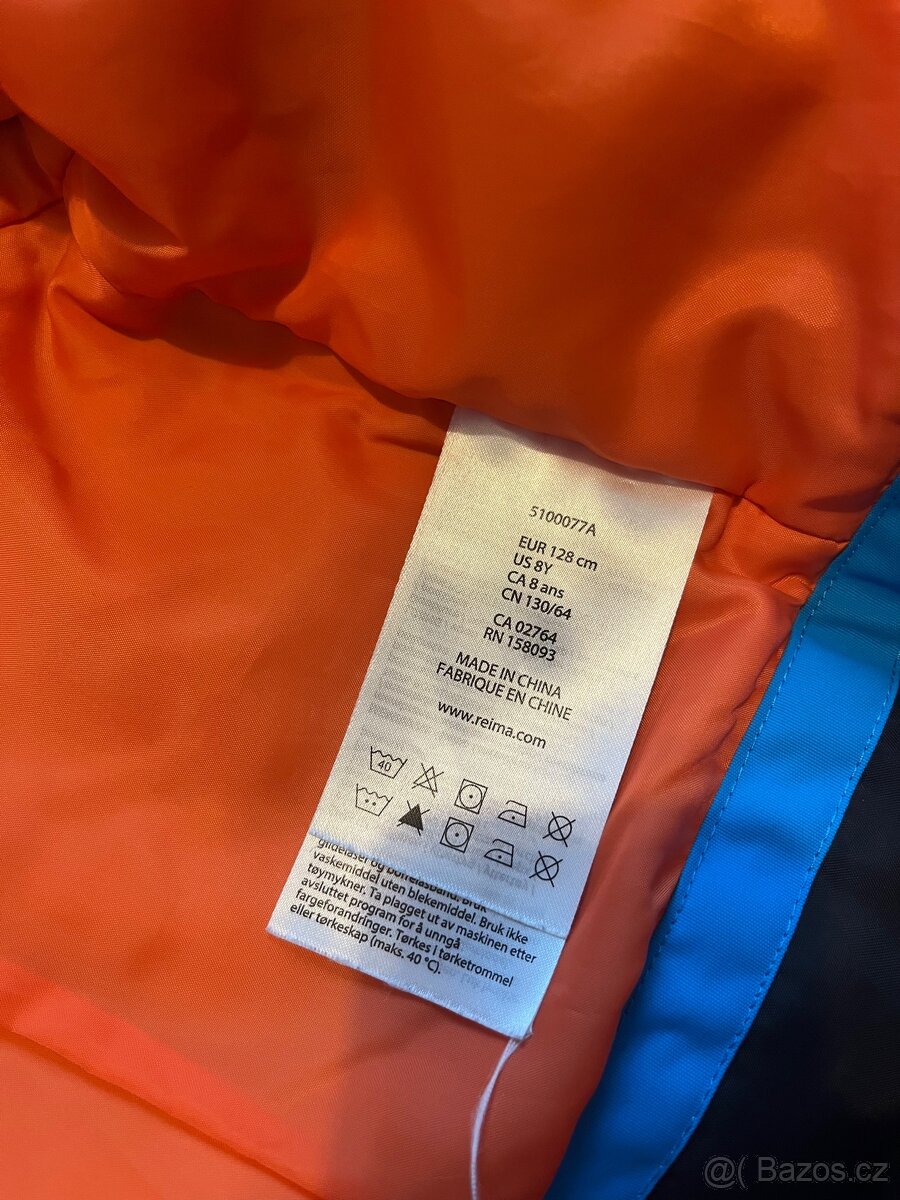 5100077A
EUR 128 cm
US 8Y
CA 8 ans
CN 130/64
CA 02764
RN 158093
MADE IN CHINA
FABRIQUE EN CHINE
www.reima.com
40
glidelåser og borrelåsbånd. Bruk
vaskemiddel uten blekemiddel. Bruk ikke
tøymykner. Ta plagget ut av maskinen etter
avsluttet program for å unngå
fargeforandringer. Tørkes i tørketrommel
eller tørkeskap (maks. 40 °C).
@( Bazos.cz